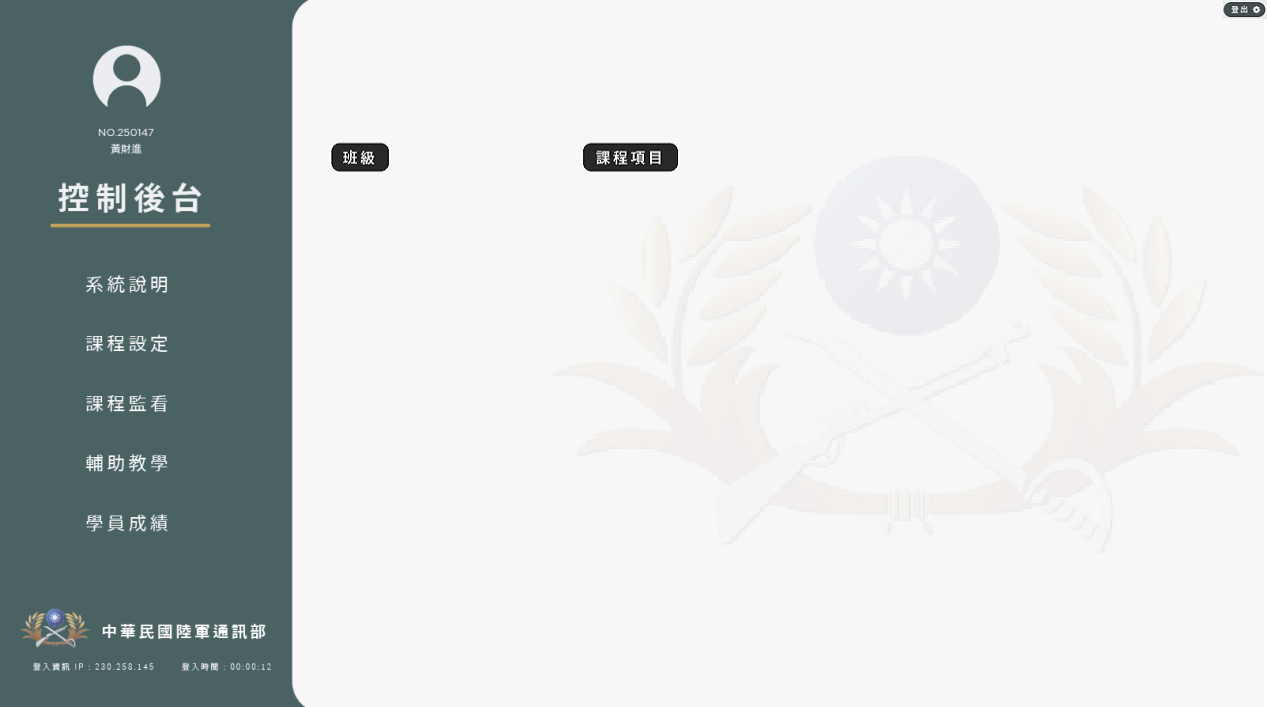 登出
NO.250147
黃財進
控制後台
系統說明
課程設定
課程監看
輔助教學
學員成績
中華民國陸軍通訊部
登入資訊 IP : 230.258.145
登入時間 : 00:00:12
班級
課程項目